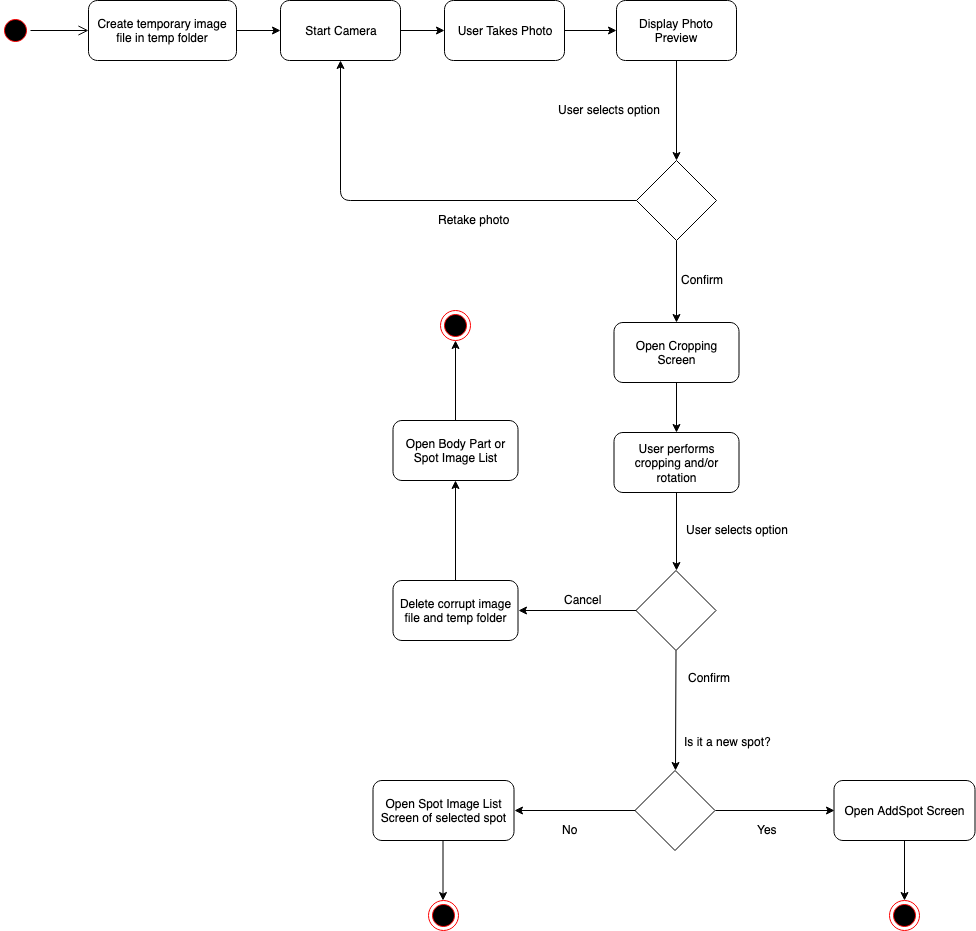 Create temporary image
file in temp folder
Start Camera
User Takes Photo
Display Photo
Preview
User selects option
Retake photo
Confirm
Open Cropping
Screen
Open Body Part or
Spot Image List
User performs
cropping and/or
rotation
User selects option
Cancel
Delete corrupt image
file and temp folder
Confirm
Is it a new spot?
Open Spot Image List
Screen of selected spot
No
Yes
Open AddSpot Screen